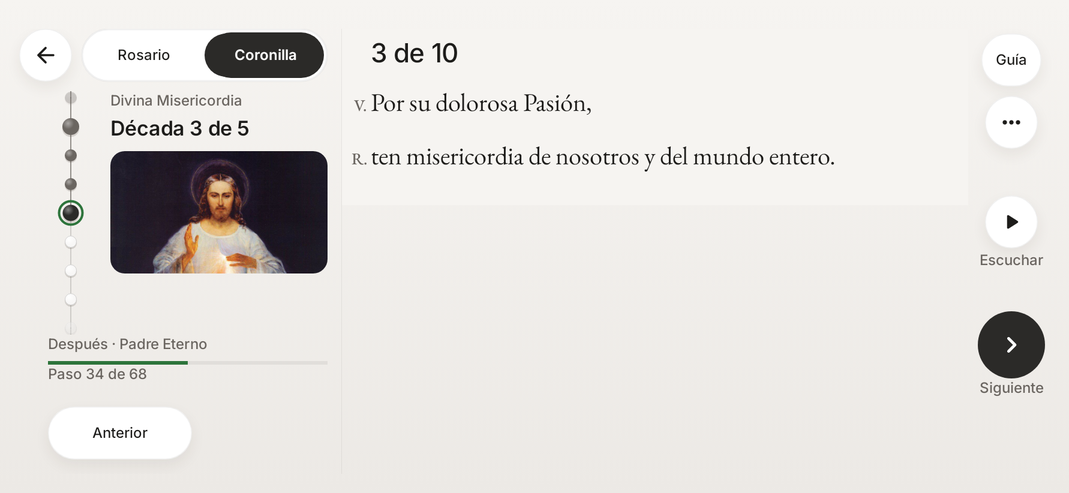 Rosario
Coronilla
Divina Misericordia
Década 3 de 5
Después · Padre Eterno
Paso 34 de 68
Anterior
3 de 10
V. Por su dolorosa Pasión,
R. ten misericordia de nosotros y del mundo entero.
Guía
Escuchar
Siguiente